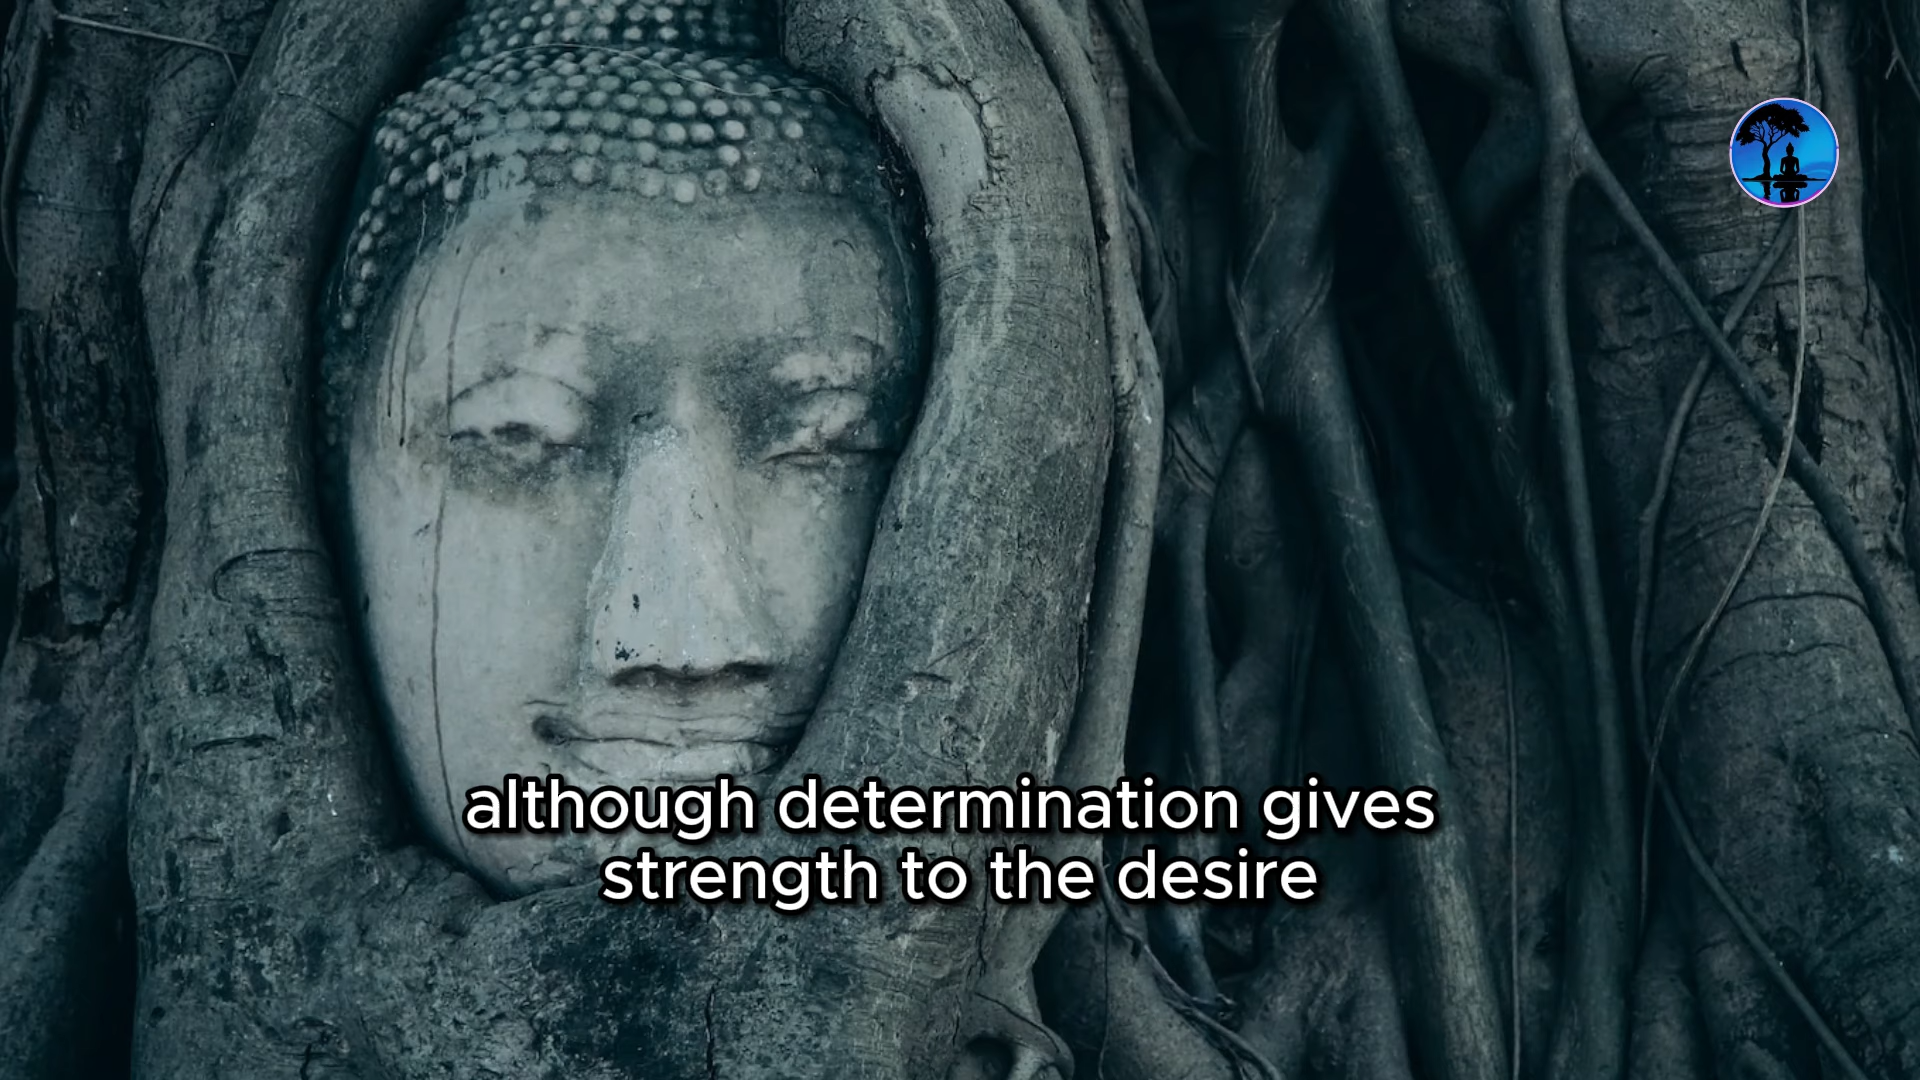 although determination gives
strength to the desire